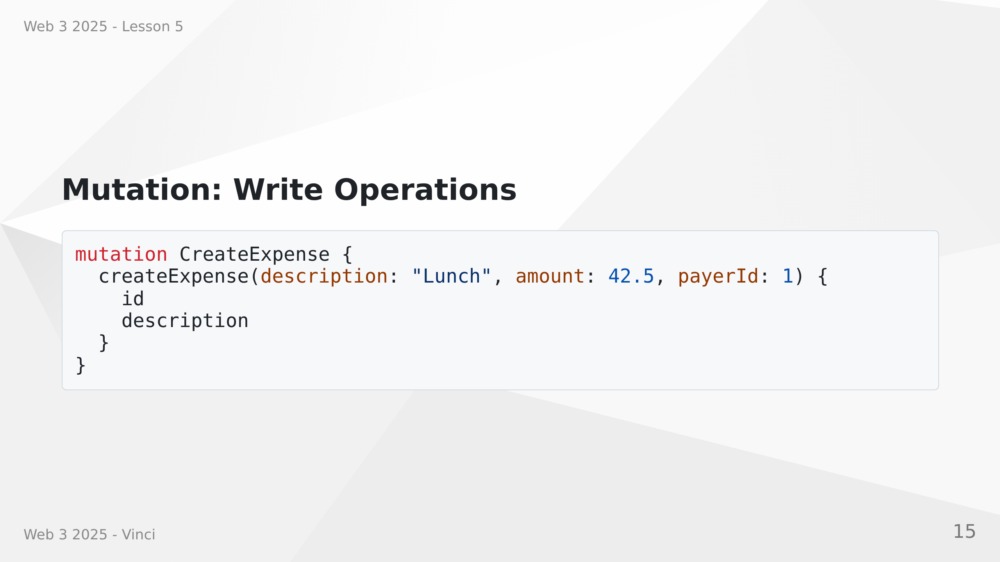 Web 3 2025 - Lesson 5
Mutation: Write Operations
mutation CreateExpense {
  createExpense(description: "Lunch", amount: 42.5, payerId: 1) {
    id
    description
  }
}
Web 3 2025 - Vinci
15